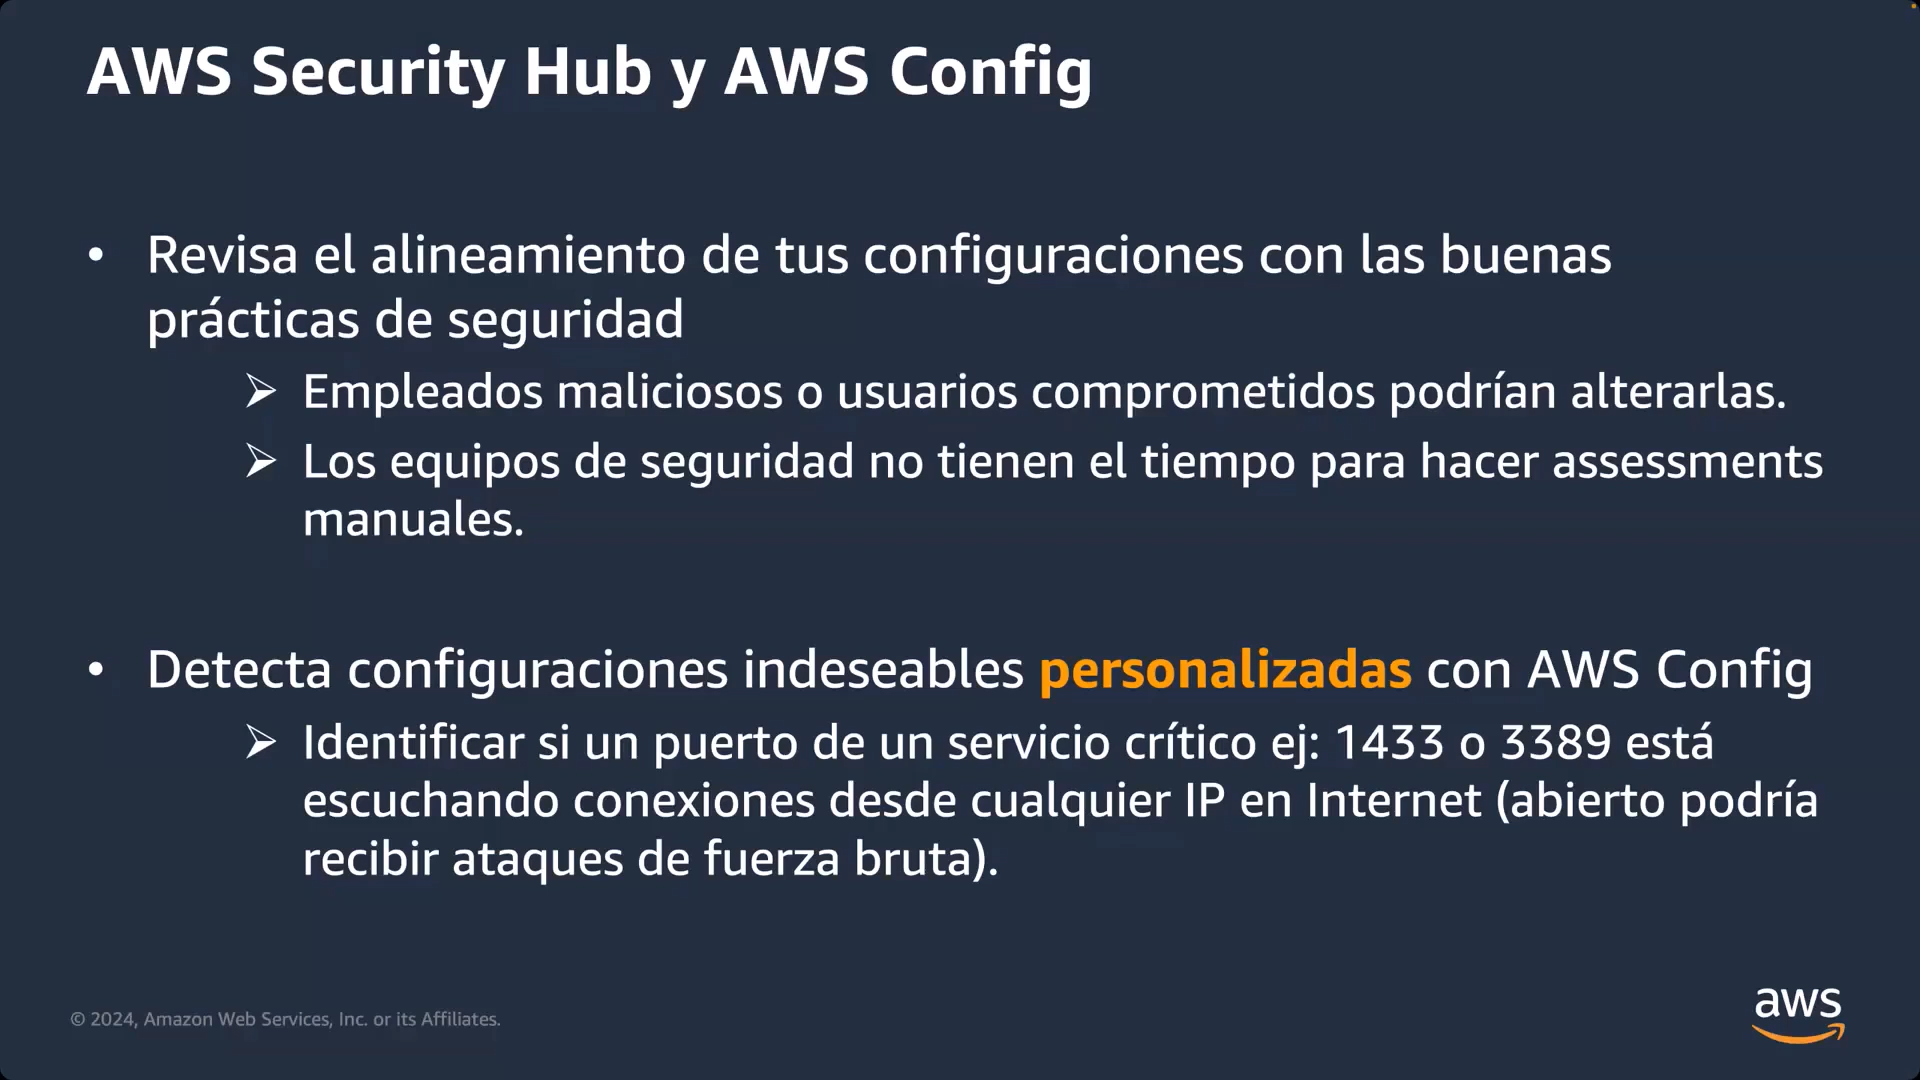 AWS Security Hub y AWS Config
• Revisa el alineamiento de tus configuraciones con las buenas
prácticas de seguridad
➢ Empleados maliciosos o usuarios comprometidos podrían alterarlas.
➢ Los equipos de seguridad no tienen el tiempo para hacer assessments
manuales.
• Detecta configuraciones indeseables personalizadas con AWS Config
➢ Identificar si un puerto de un servicio crítico ej: 1433 o 3389 está
escuchando conexiones desde cualquier IP en Internet (abierto podría
recibir ataques de fuerza bruta).
© 2024, Amazon Web Services, Inc. or its Affiliates.
aws